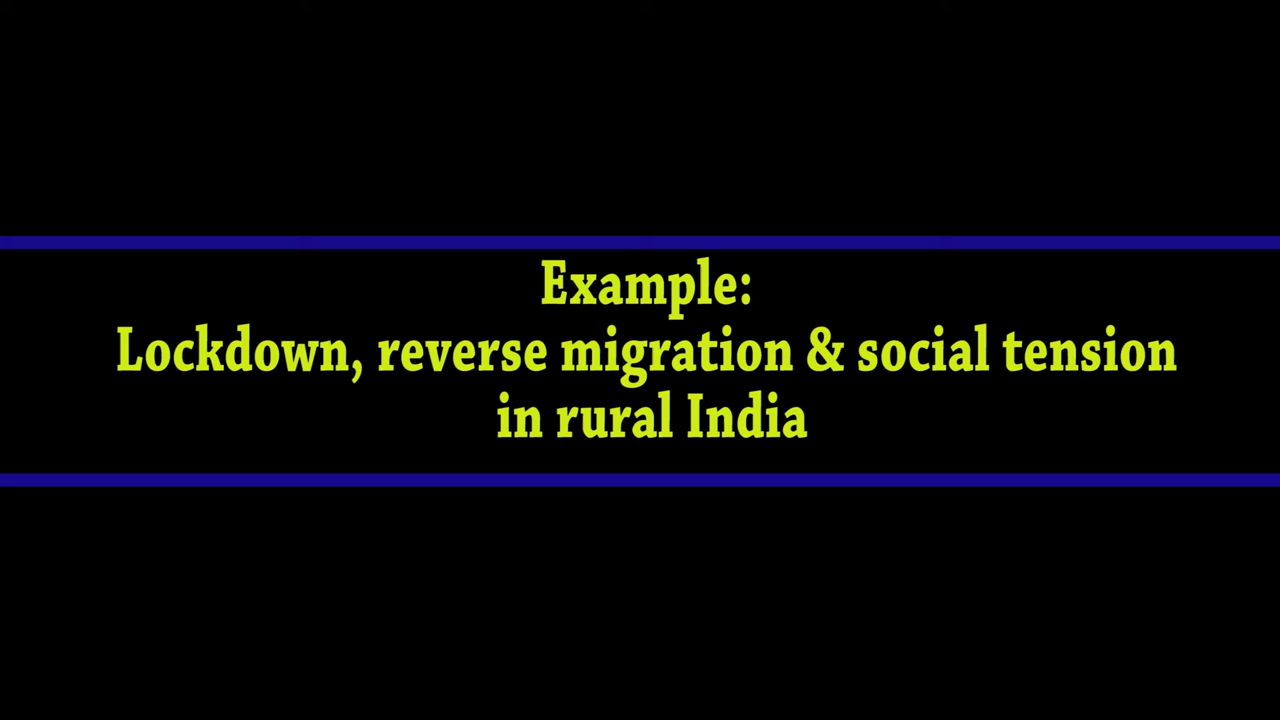 Example:
Lockdown, reverse migration & social tension
in rural India